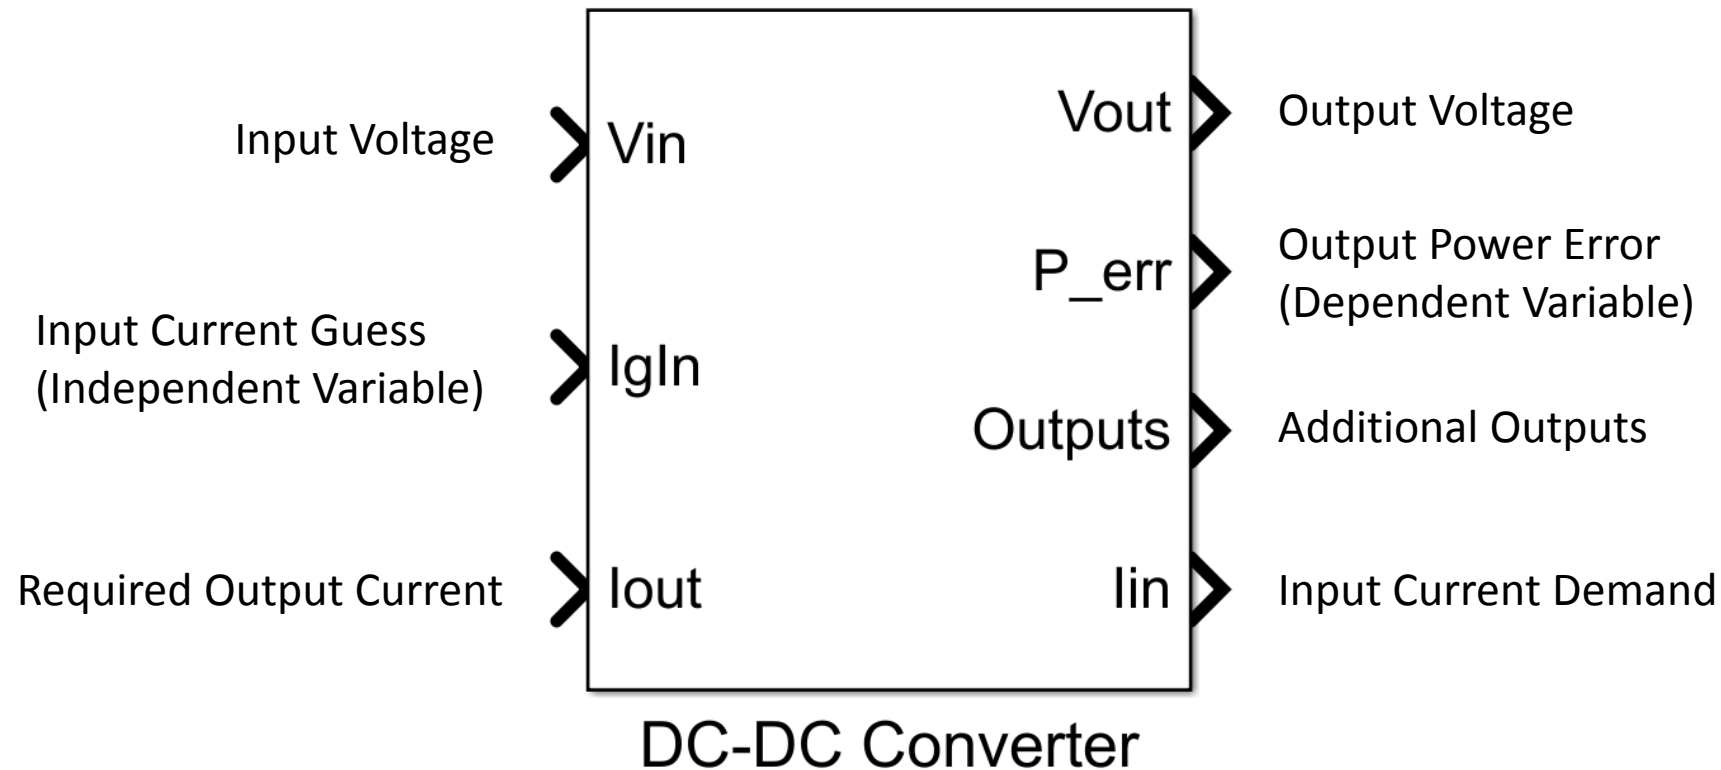 Input Voltage
Vin
Vout
Output Voltage
Input Current Guess
(Independent Variable)
IgIn
P_err
Output Power Error
(Dependent Variable)
Outputs
Additional Outputs
Required Output Current
Iout
Iin
Input Current Demand
DC-DC Converter